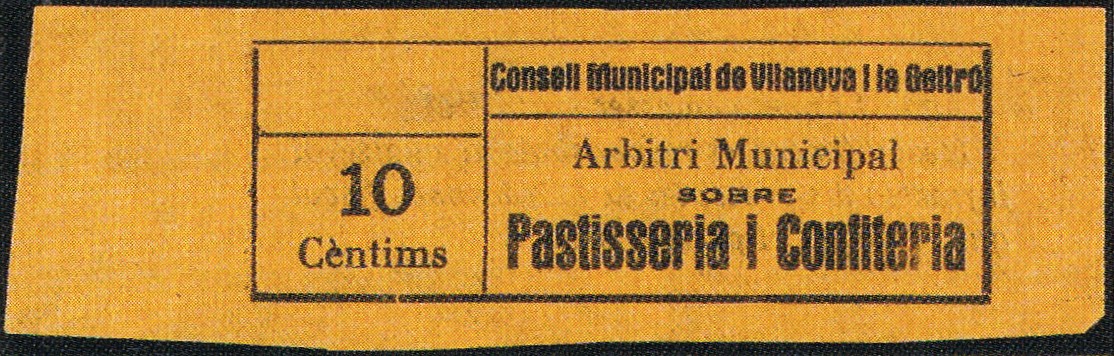 Consell Municipal de Vilanova i la Geltrú
10
Cèntims
Arbitri Municipal
SOBRE
Pastisseria i Confiteria